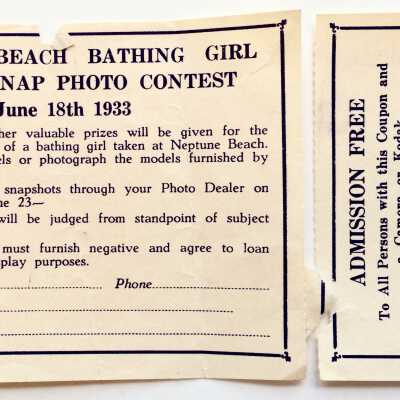 BEACH BATHING GIRL
NAP PHOTO CONTEST
June 18th 1933
her valuable prizes will be given for the
of a bathing girl taken at Neptune Beach.
els or photograph the models furnished by
snapshots through your Photo Dealer on
ne 23—
will be judged from standpoint of subject
must furnish negative and agree to loan
splay purposes.
Phone
ADMISSION FREE
To All Persons with this Coupon and
a Camera or Kodak